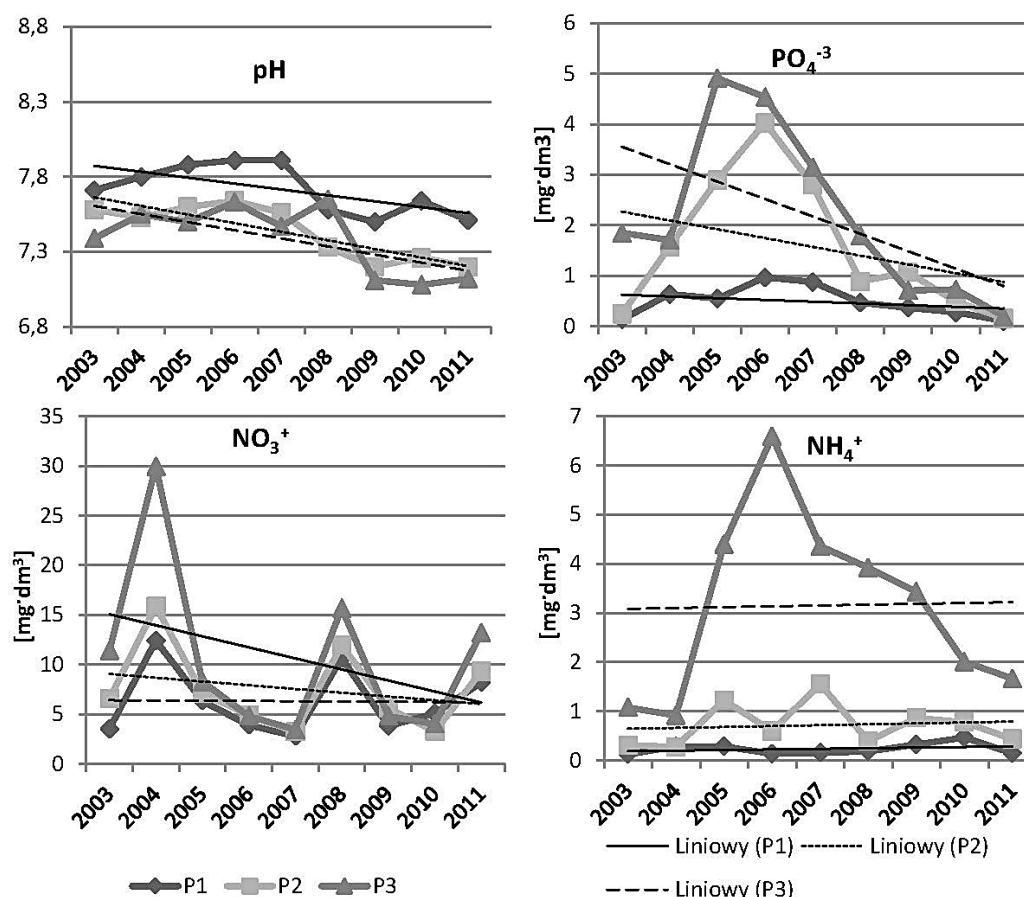 pH
8,8
8,3
7,8
7,3
6,8
2003 2004 2005 2006 2007 2008 2009 2010 2011
PO₄⁻³
[mg·dm3]
6
5
4
3
2
1
0
2003 2004 2005 2006 2007 2008 2009 2010 2011
NO₃⁺
[mg·dm³]
35
30
25
20
15
10
5
0
2003 2004 2005 2006 2007 2008 2009 2010 2011
P1 P2 P3
NH₄⁺
[mg·dm³]
7
6
5
4
3
2
1
0
2003 2004 2005 2006 2007 2008 2009 2010 2011
Liniowy (P1) Liniowy (P2)
Liniowy (P3)